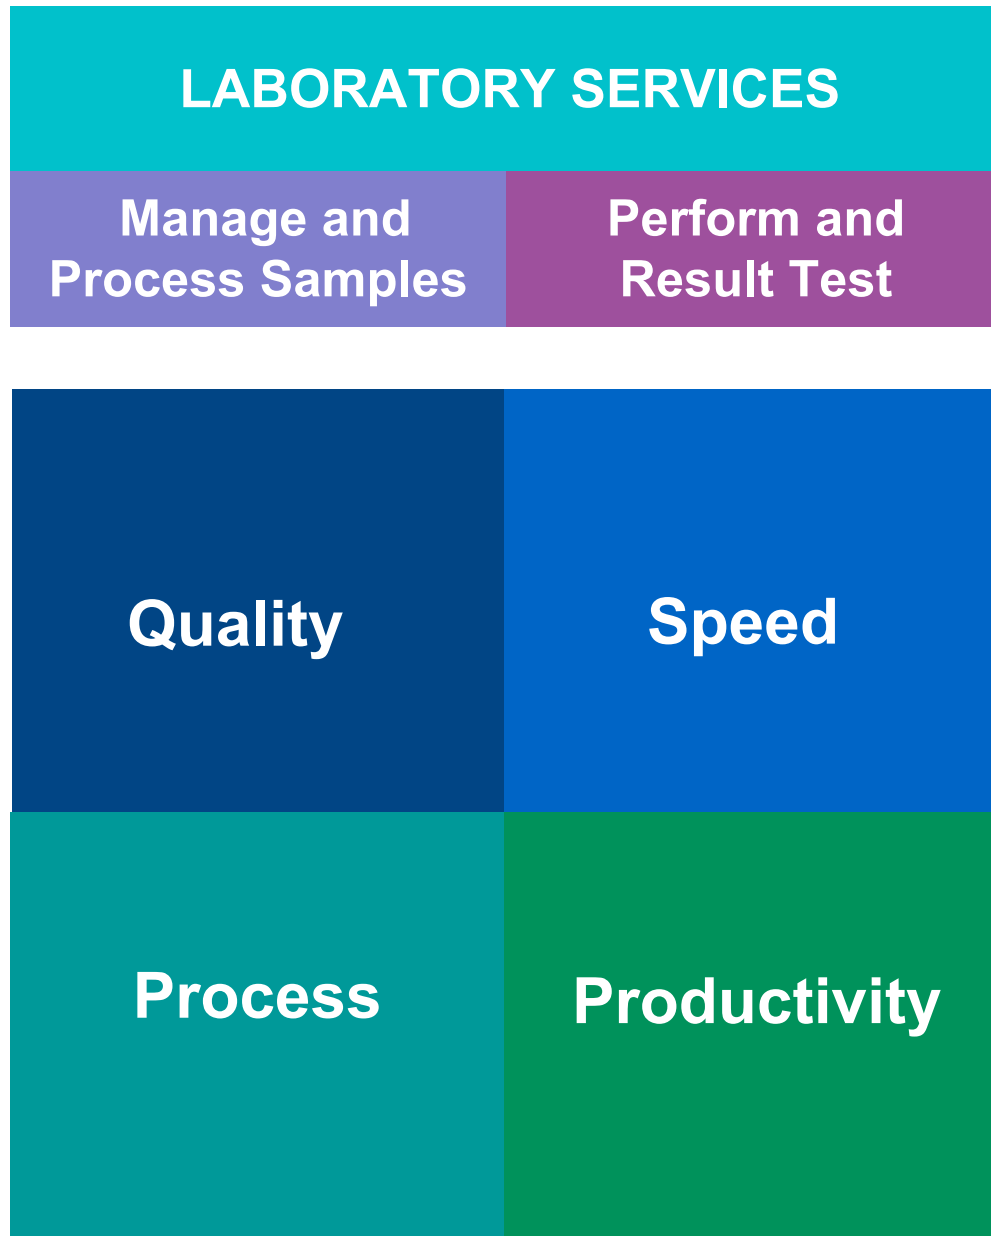 LABORATORY SERVICES
Manage and
Process Samples
Perform and
Result Test
Quality
Speed
Process
Productivity